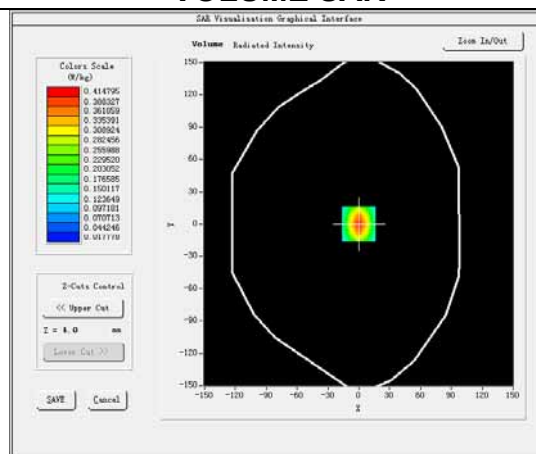 VOLUME SAR
SAR Visualisation Graphical Interface
Volume Radiated Intensity
Zoom In/Out
Colors Scale
(W/kg)
0.414795
0.388327
0.361859
0.335391
0.308924
0.282456
0.255988
0.229520
0.203052
0.176585
0.150117
0.123649
0.097181
0.070713
0.044246
0.017778
Z-Cuts Control
<< Upper Cut
Z = 4.0 mm
Lower Cut >>
SAVE Cancel
150
120
90
60
30
0
-30
-60
-90
-120
-150
Y
-150 -120 -90 -60 -30 0 30 60 90 120 150
X